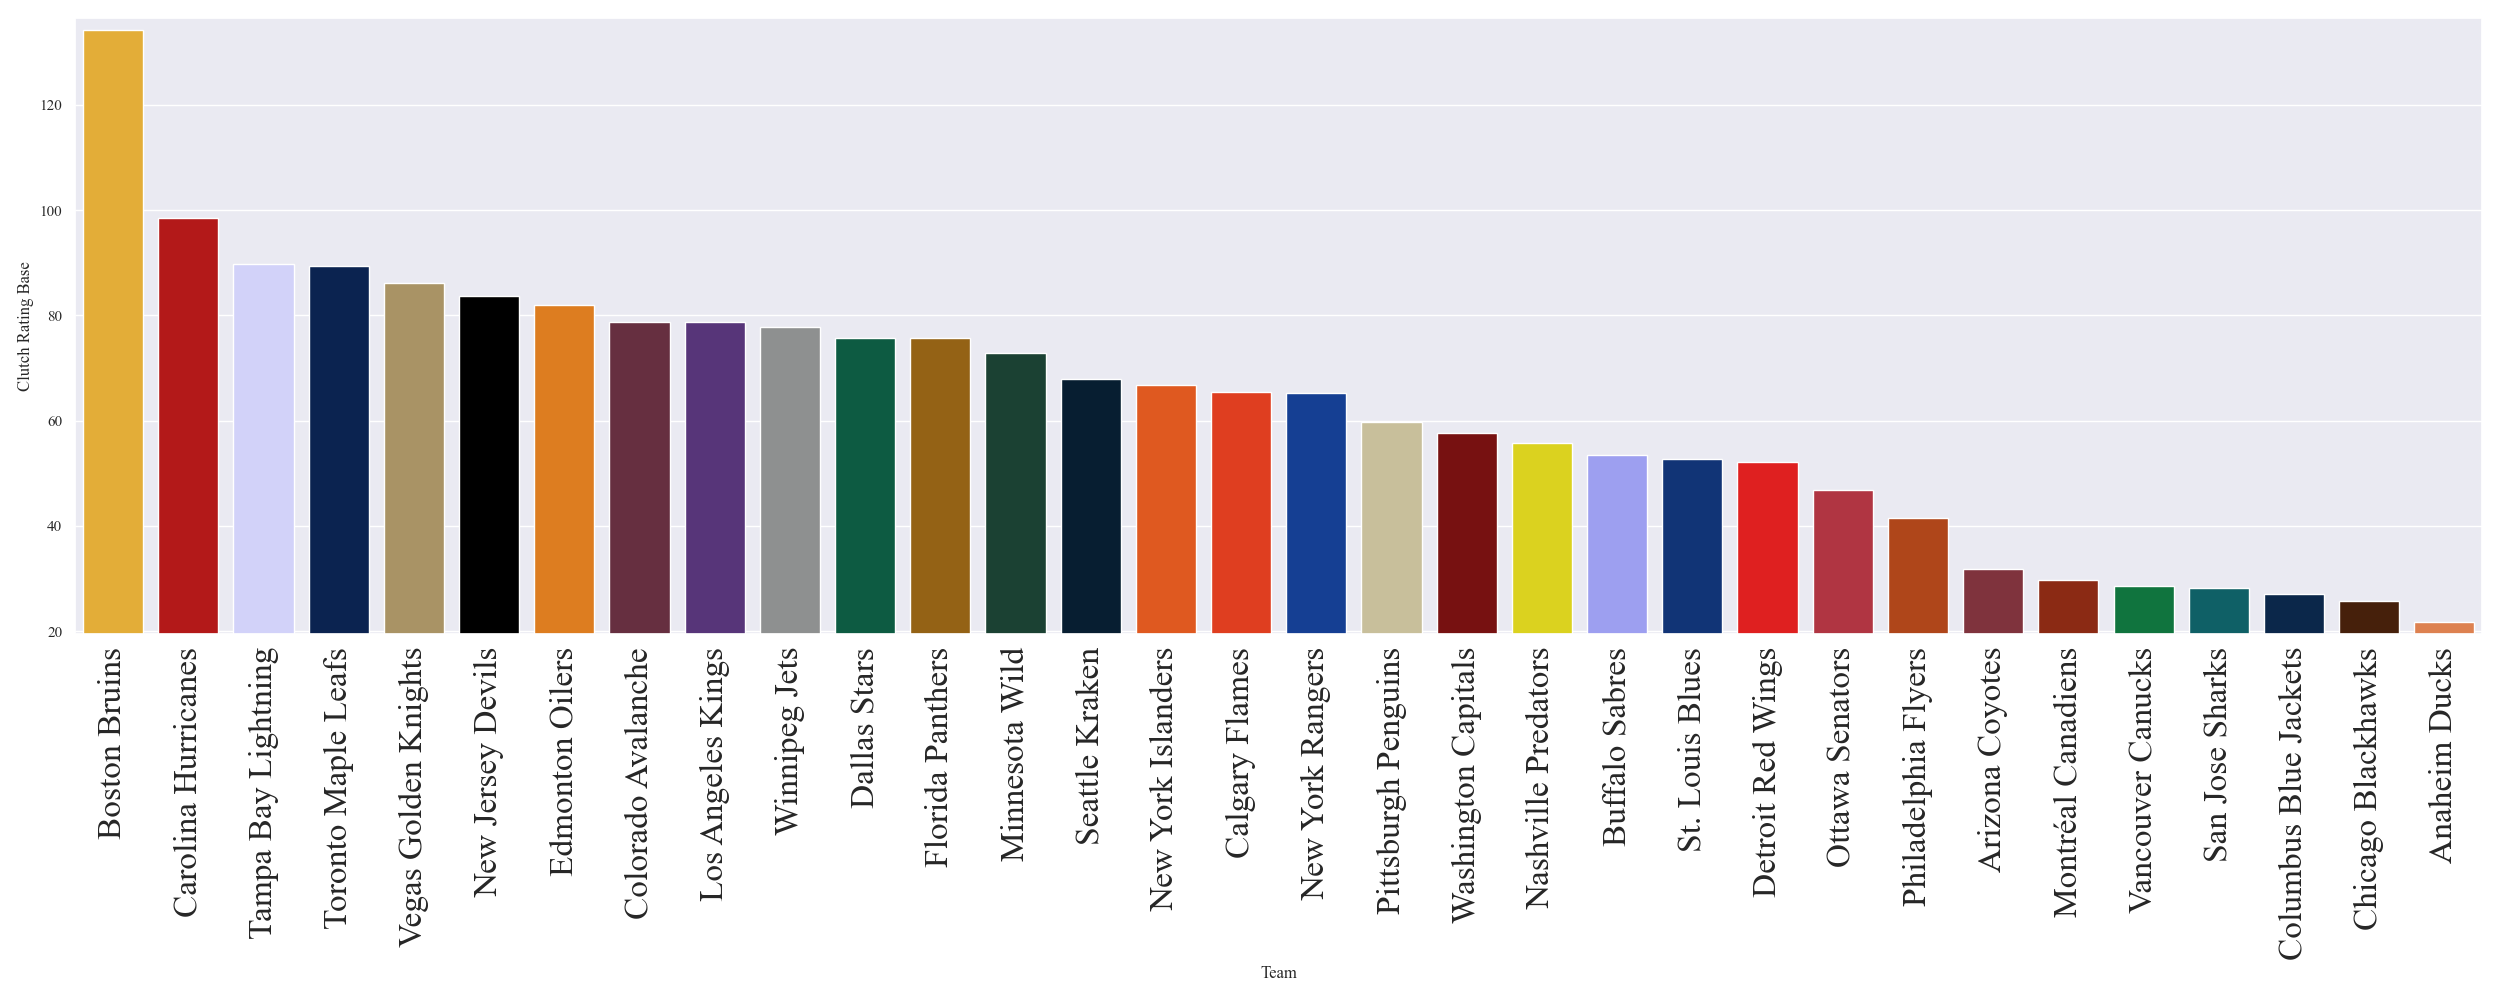 120
100
80
60
40
20
Clutch Rating Base
Boston Bruins
Carolina Hurricanes
Tampa Bay Lightning
Toronto Maple Leafs
Vegas Golden Knights
New Jersey Devils
Edmonton Oilers
Colorado Avalanche
Los Angeles Kings
Winnipeg Jets
Dallas Stars
Florida Panthers
Minnesota Wild
Seattle Kraken
New York Islanders
Calgary Flames
New York Rangers
Pittsburgh Penguins
Washington Capitals
Nashville Predators
Buffalo Sabres
St. Louis Blues
Detroit Red Wings
Ottawa Senators
Philadelphia Flyers
Arizona Coyotes
Montréal Canadiens
Vancouver Canucks
San Jose Sharks
Columbus Blue Jackets
Chicago Blackhawks
Anaheim Ducks
Team